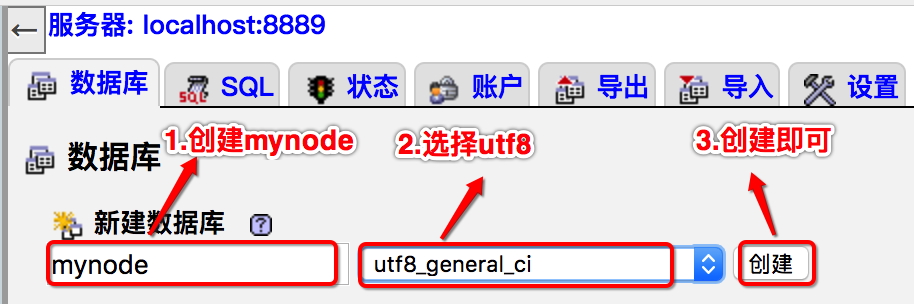 ← 服务器: localhost:8889
数据库 SQL 状态 账户 导出 导入 设置
1.创建mynode 2.选择utf8 3.创建即可
数据库
新建数据库 ?
mynode utf8_general_ci 创建